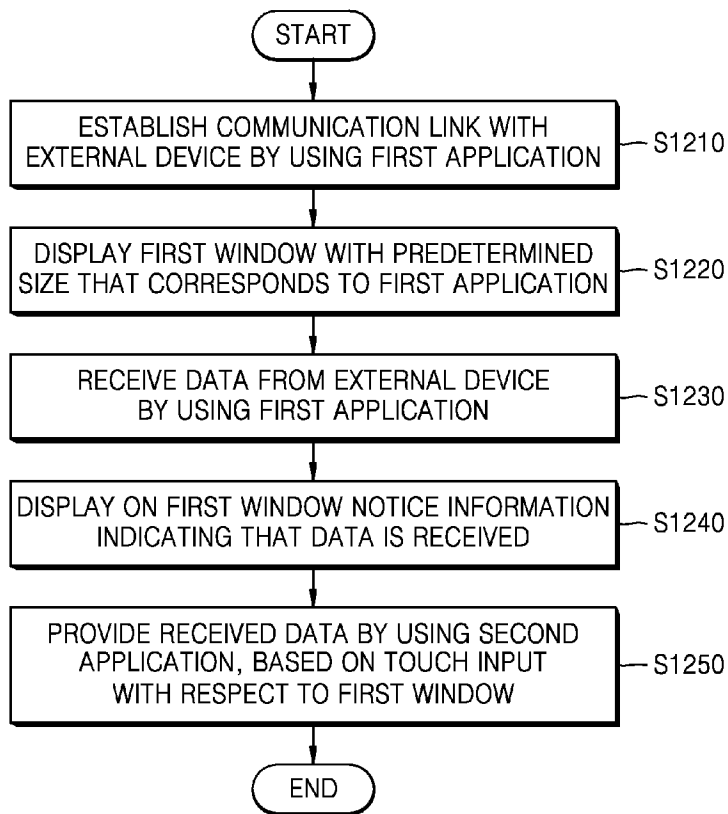 START
ESTABLISH COMMUNICATION LINK WITH
EXTERNAL DEVICE BY USING FIRST APPLICATION
S1210
DISPLAY FIRST WINDOW WITH PREDETERMINED
SIZE THAT CORRESPONDS TO FIRST APPLICATION
S1220
RECEIVE DATA FROM EXTERNAL DEVICE
BY USING FIRST APPLICATION
S1230
DISPLAY ON FIRST WINDOW NOTICE INFORMATION
INDICATING THAT DATA IS RECEIVED
S1240
PROVIDE RECEIVED DATA BY USING SECOND
APPLICATION, BASED ON TOUCH INPUT
WITH RESPECT TO FIRST WINDOW
S1250
END